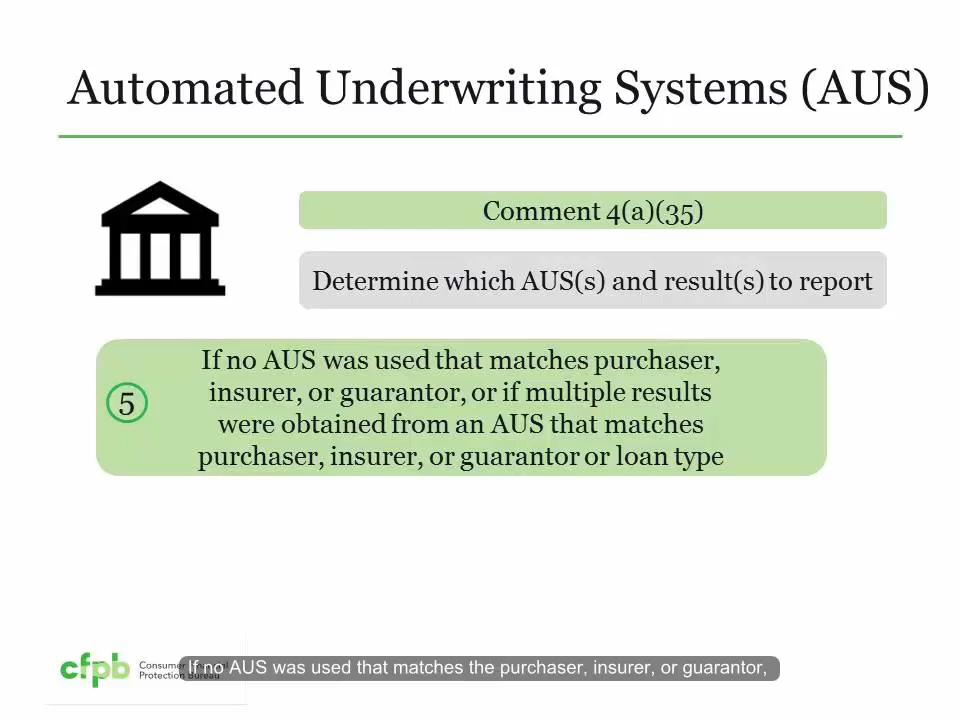 Automated Underwriting Systems (AUS)
Comment 4(a)(35)
Determine which AUS(s) and result(s) to report
5
If no AUS was used that matches purchaser,
insurer, or guarantor, or if multiple results
were obtained from an AUS that matches
purchaser, insurer, or guarantor or loan type
cfpb
Consumer
Protection Bureau
If no AUS was used that matches the purchaser, insurer, or guarantor,